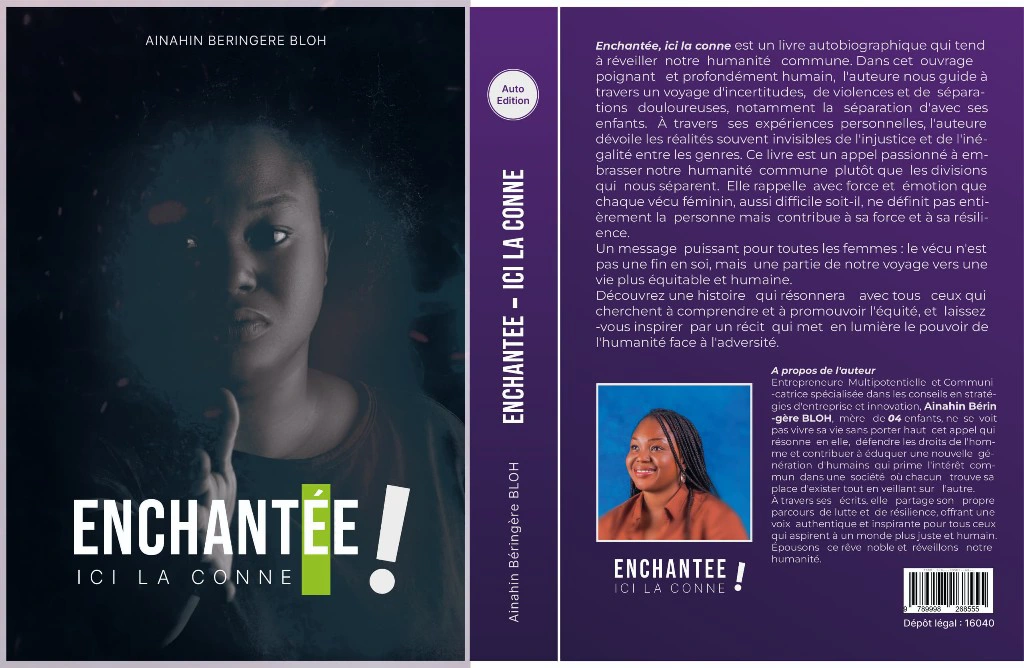 AINAHIN BERINGERE BLOH
ENCHANTÉE !
ICI LA CONNE
Auto
Edition
ENCHANTEE - ICI LA CONNE
Ainahin Béringère BLOH
Enchantée, ici la conne est un livre autobiographique qui tend
à réveiller notre humanité commune. Dans cet ouvrage
poignant et profondément humain, l'auteure nous guide à
travers un voyage d'incertitudes, de violences et de sépara-
tions douloureuses, notamment la séparation d'avec ses
enfants. À travers ses expériences personnelles, l'auteure
dévoile les réalités souvent invisibles de l'injustice et de l'iné-
galité entre les genres. Ce livre est un appel passionné à em-
brasser notre humanité commune plutôt que les divisions
qui nous séparent. Elle rappelle avec force et émotion que
chaque vécu féminin, aussi difficile soit-il, ne définit pas enti-
èrement la personne mais contribue à sa force et à sa résili-
ence.
Un message puissant pour toutes les femmes : le vécu n'est
pas une fin en soi, mais une partie de notre voyage vers une
vie plus équitable et humaine.
Découvrez une histoire qui résonnera avec tous ceux qui
cherchent à comprendre et à promouvoir l'équité, et laissez
-vous inspirer par un récit qui met en lumière le pouvoir de
l'humanité face à l'adversité.
A propos de l'auteur
Entrepreneure Multipotentielle et Communi
-catrice spécialisée dans les conseils en straté-
gies d'entreprise et innovation, Ainahin Bérin
-gère BLOH, mère de 04 enfants, ne se voit
pas vivre sa vie sans porter haut cet appel qui
résonne en elle, défendre les droits de l'hom-
me et contribuer à éduquer une nouvelle gé-
nération d'humains qui prime l'intérêt com-
mun dans une société où chacun trouve sa
place d'exister tout en veillant sur l'autre.
À travers ses écrits, elle partage son propre
parcours de lutte et de résilience, offrant une
voix authentique et inspirante pour tous ceux
qui aspirent à un monde plus juste et humain.
Épousons ce rêve noble et réveillons notre
humanité.
ENCHANTEE !
ICI LA CONNE
9 789998 268555
Dépôt légal : 16040